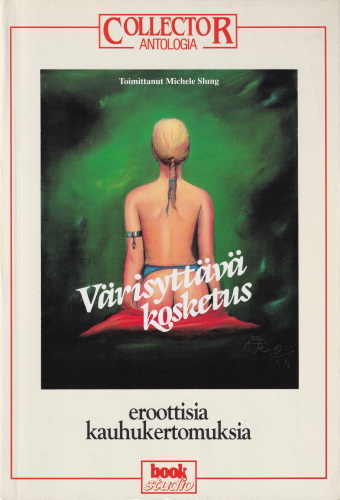 COLLECTOR
ANTOLOGIA
Toimittanut Michele Slung
Värisyttävä
kosketus
eroottisia
kauhukertomuksia
book
studio